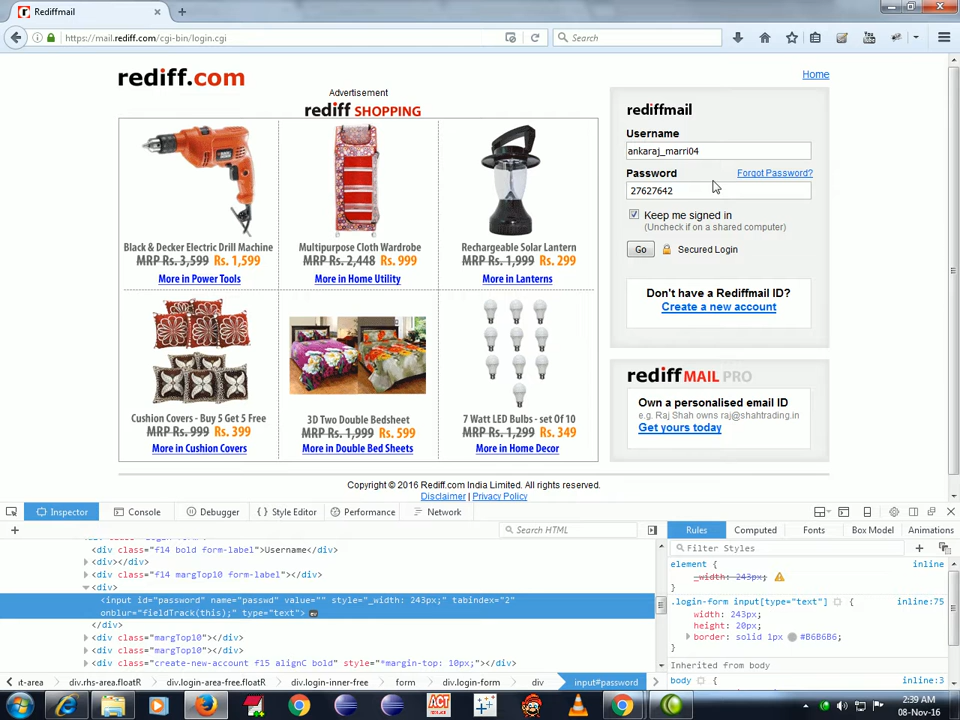 Rediffmail
https://mail.rediff.com/cgi-bin/login.cgi
Search
rediff.com
Home
Advertisement
rediff SHOPPING
Black & Decker Electric Drill Machine
MRP Rs. 3,599 Rs. 1,599
More in Power Tools
Multipurpose Cloth Wardrobe
MRP Rs. 2,448 Rs. 999
More in Home Utility
Rechargeable Solar Lantern
MRP Rs. 1,999 Rs. 299
More in Lanterns
Cushion Covers - Buy 5 Get 5 Free
MRP Rs. 999 Rs. 399
More in Cushion Covers
3D Two Double Bedsheet
MRP Rs. 1,999 Rs. 599
More in Double Bed Sheets
7 Watt LED Bulbs - set Of 10
MRP Rs. 1,299 Rs. 349
More in Home Decor
rediffmail
Username
ankaraj_marri04
Password Forgot Password?
27627642
Keep me signed in
(Uncheck if on a shared computer)
Go Secured Login
Don't have a Rediffmail ID?
Create a new account
rediff MAIL PRO
Own a personalised email ID
e.g. Raj Shah owns raj@shahtrading.in
Get yours today
Copyright © 2016 Rediff.com India Limited. All rights reserved.
Disclaimer | Privacy Policy
Inspector Console Debugger Style Editor Performance Network
Search HTML
<div class="f14 bold form-label">Username</div>
<div></div>
<div class="f14 margTop10 form-label"></div>
<div>
<input id="password" name="passwd" value="" style="_width: 243px;" tabindex="2"
onblur="fieldTrack(this);" type="text"> ev
</div>
<div class="margTop10"></div>
<div class="margTop10"></div>
<div class="create-new-account f15 alignC bold" style="*margin-top: 10px;"></div>
Rules Computed Fonts Box Model Animations
Filter Styles
element { inline
_width: 243px;
}
.login-form input[type="text"] { inline:75
width: 243px;
height: 20px;
border: solid 1px #B6B6B6;
}
Inherited from body
body { inline:3
rt-area div.rhs-area.floatR div.login-area-free.floatR div.login-inner-free form div.login-form div input#password
ACT
2:39 AM
08-Nov-16